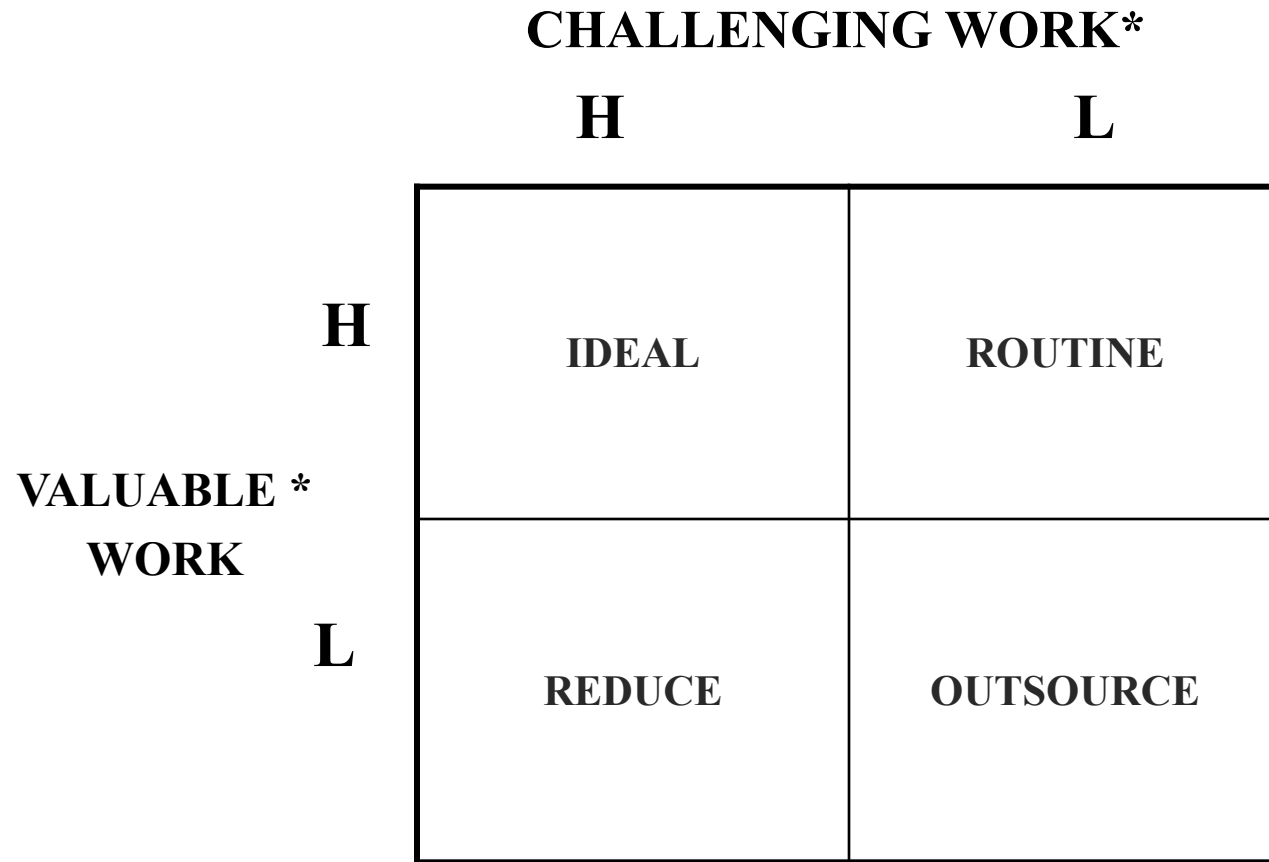 CHALLENGING WORK*
H L
H
IDEAL ROUTINE
VALUABLE *
WORK
L
REDUCE OUTSOURCE